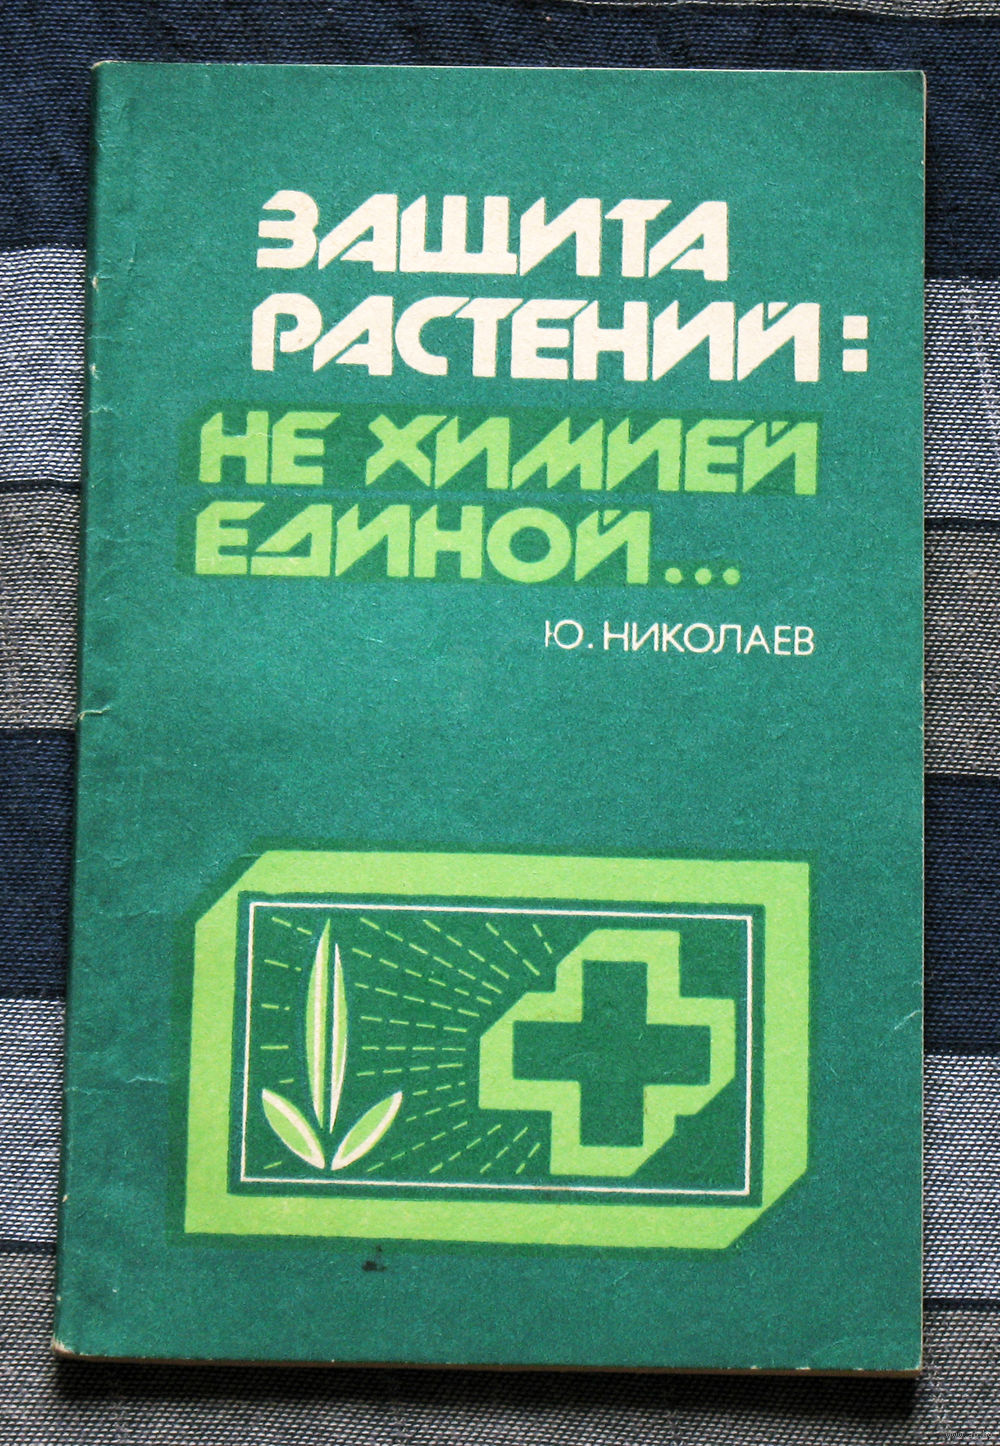 ЗАЩИТА
РАСТЕНИЙ:
НЕ ХИМИЕЙ
ЕДИНОЙ...
Ю. НИКОЛАЕВ